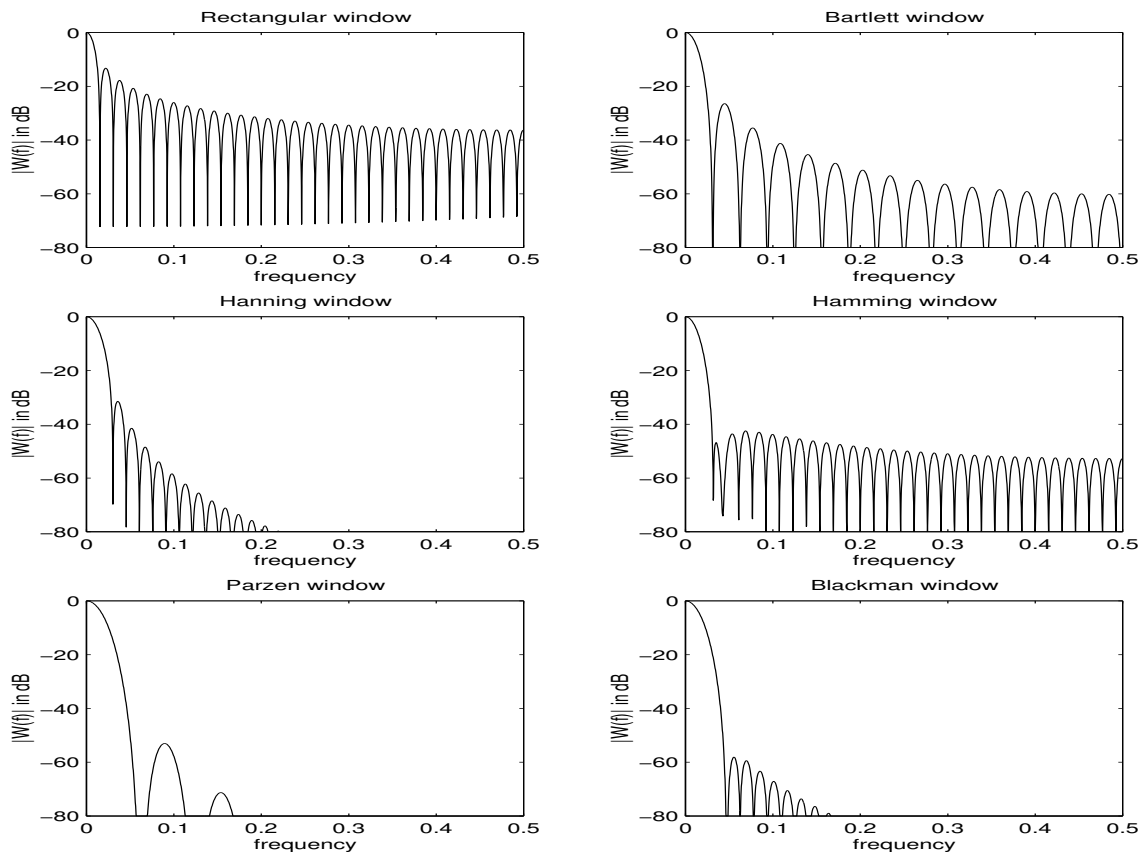 Rectangular window
0
−20
−40
−60
−80
|W(f)| in dB
0 0.1 0.2 0.3 0.4 0.5
frequency
Bartlett window
0
−20
−40
−60
−80
|W(f)| in dB
0 0.1 0.2 0.3 0.4 0.5
frequency
Hanning window
0
−20
−40
−60
−80
|W(f)| in dB
0 0.1 0.2 0.3 0.4 0.5
frequency
Hamming window
0
−20
−40
−60
−80
|W(f)| in dB
0 0.1 0.2 0.3 0.4 0.5
frequency
Parzen window
0
−20
−40
−60
−80
|W(f)| in dB
0 0.1 0.2 0.3 0.4 0.5
frequency
Blackman window
0
−20
−40
−60
−80
|W(f)| in dB
0 0.1 0.2 0.3 0.4 0.5
frequency